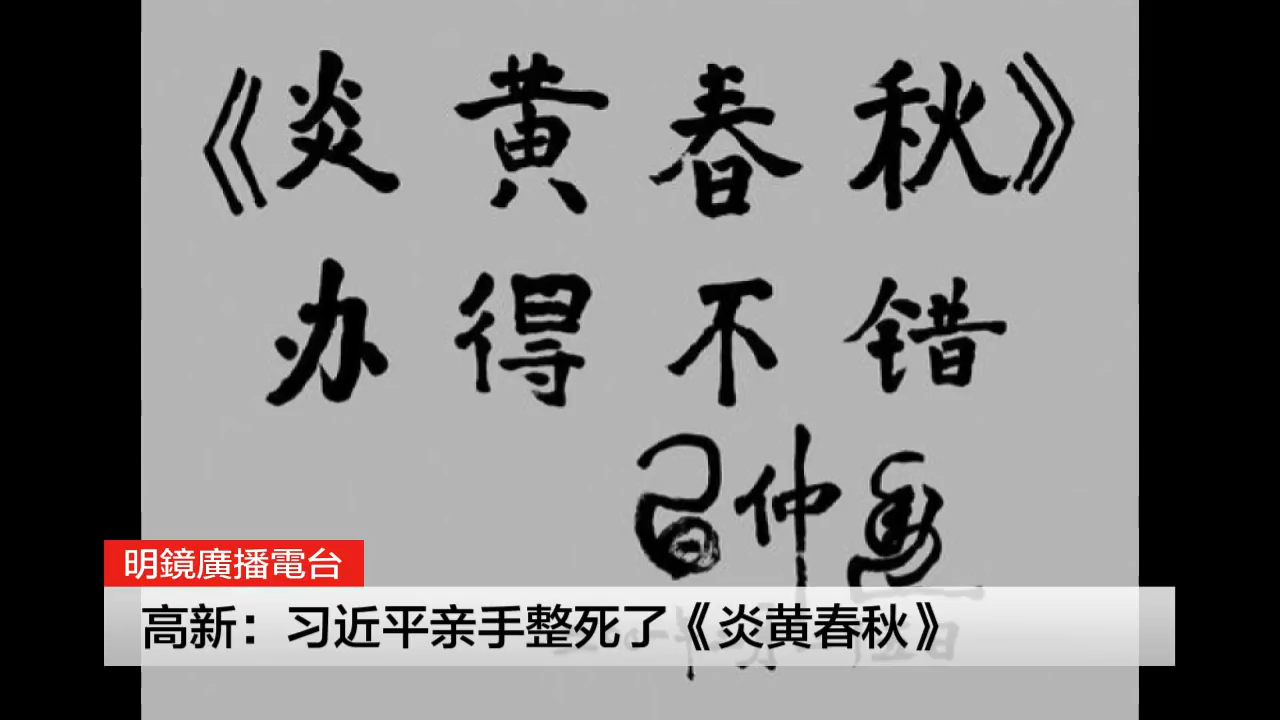 《炎黄春秋》
办得不错
习仲勋
明鏡廣播電台
高新：习近平亲手整死了《炎黄春秋》